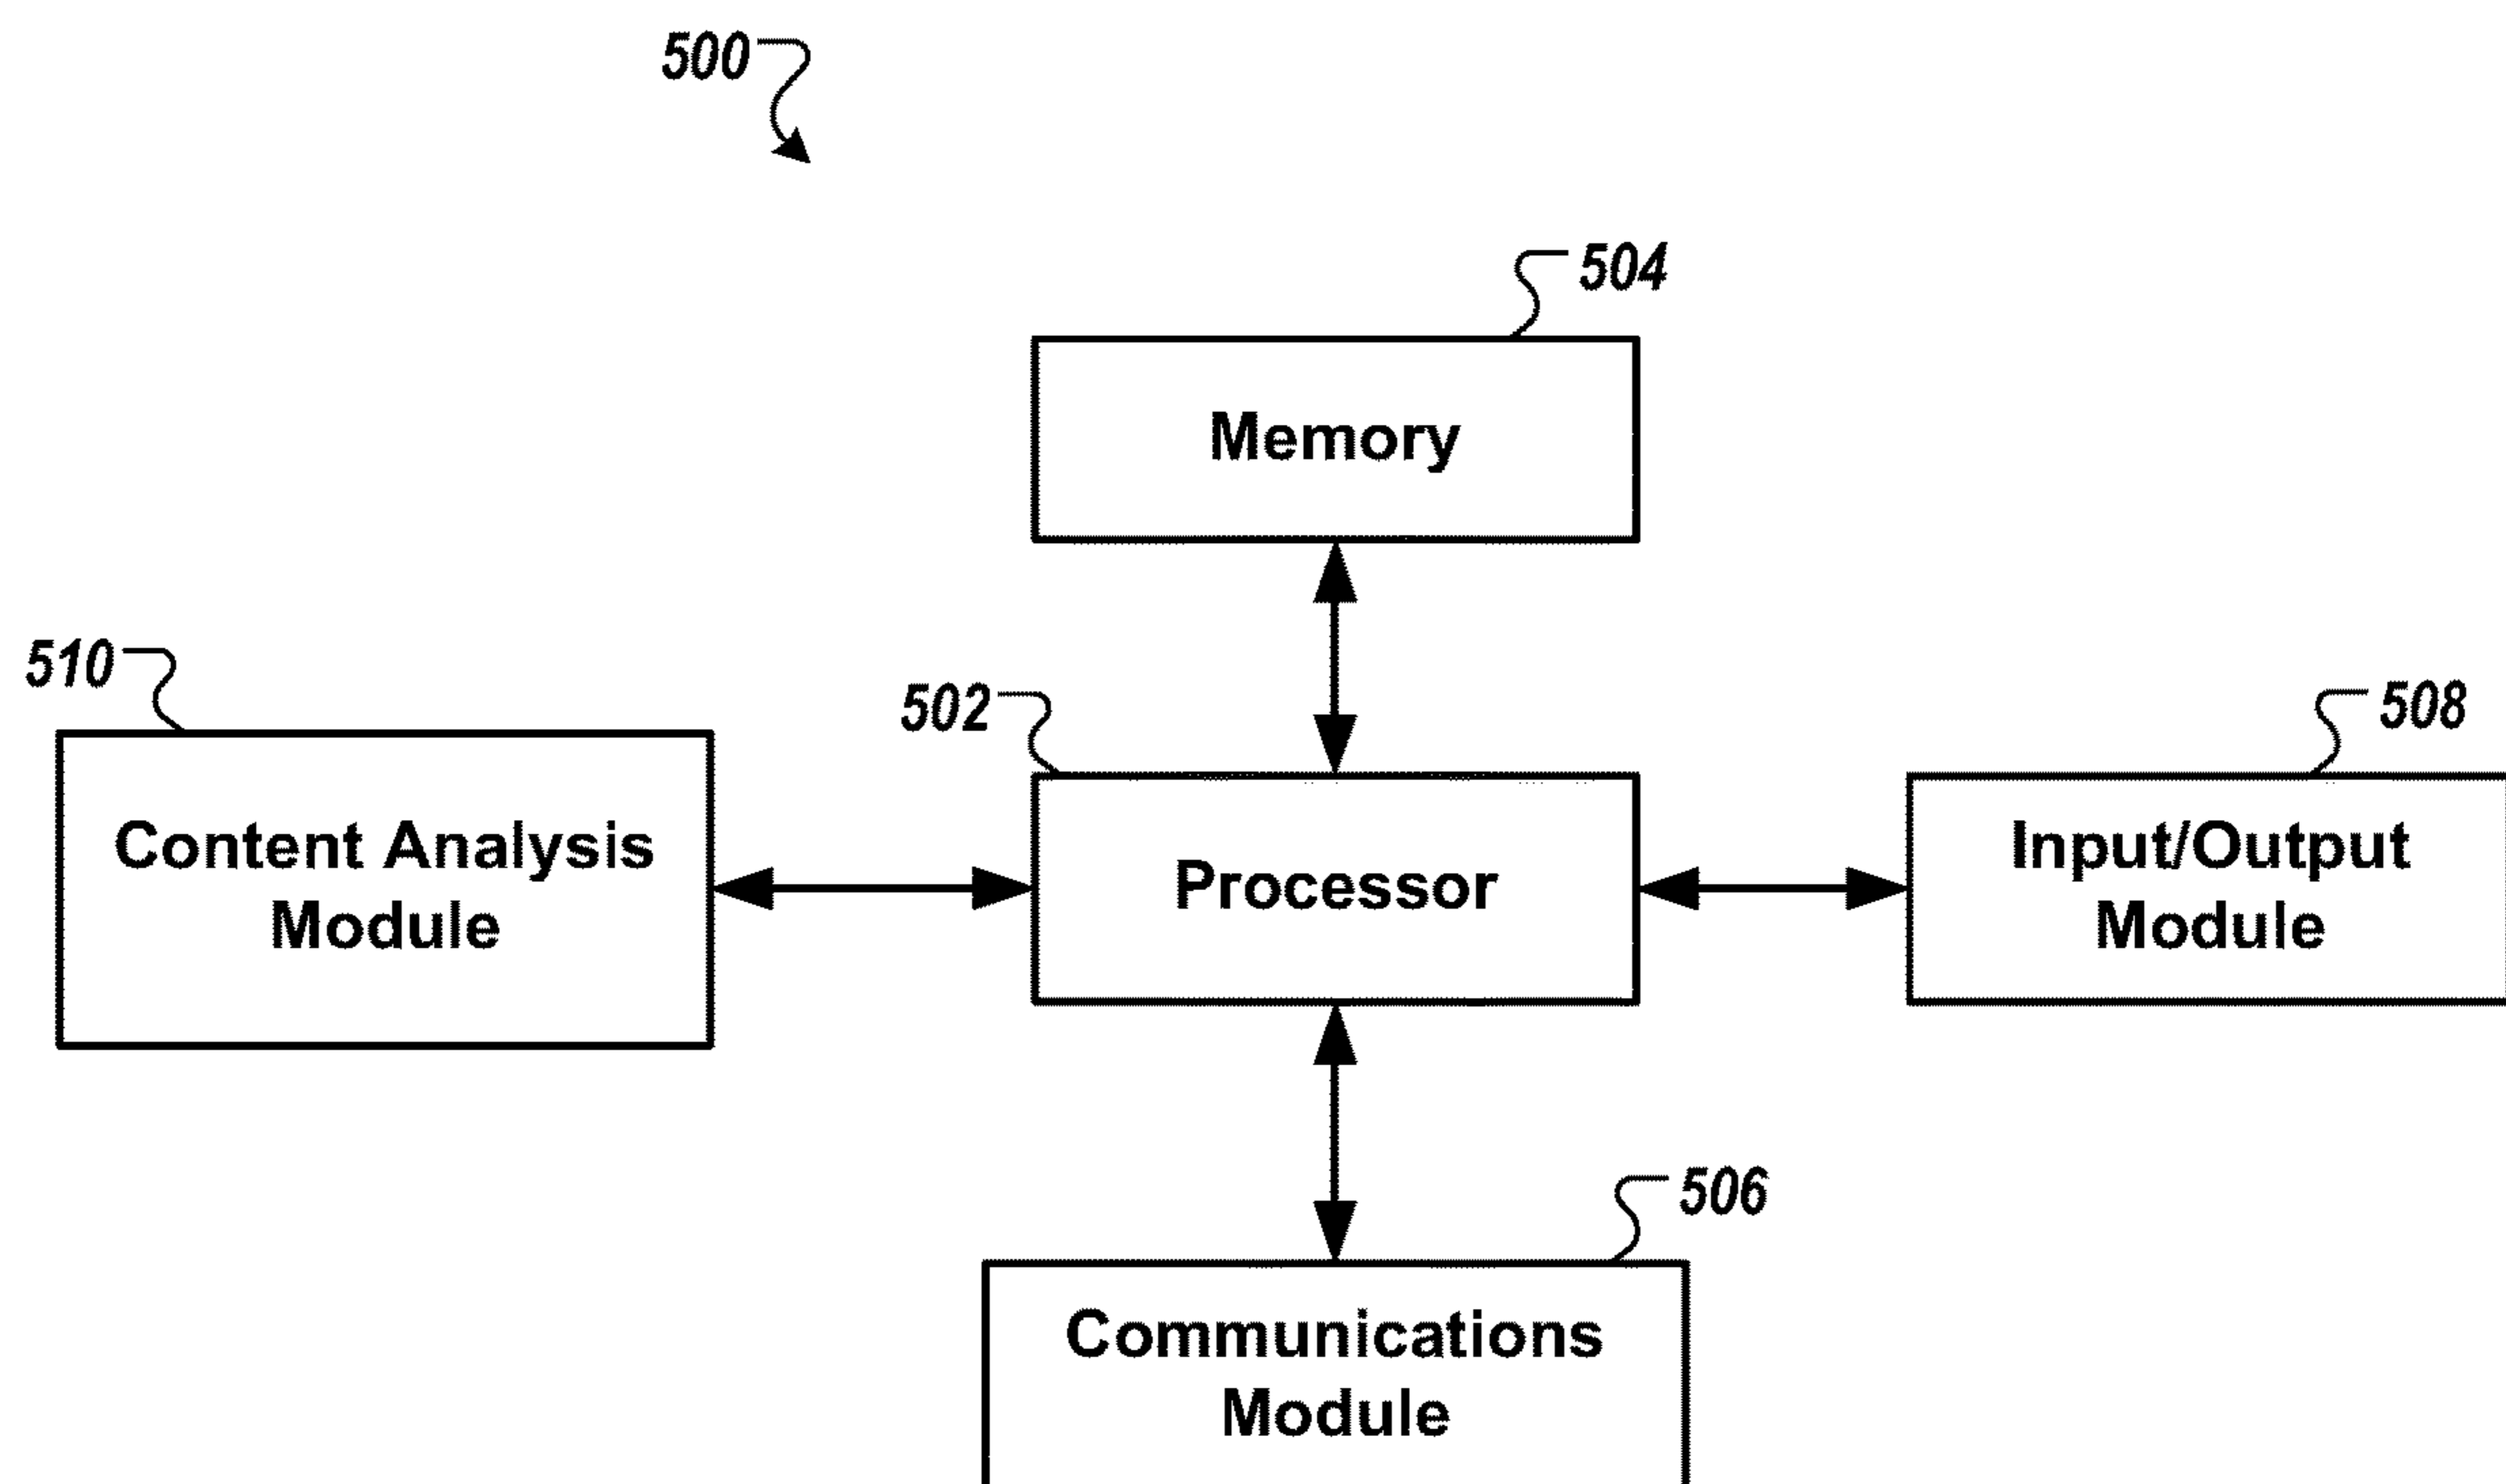 500
504
Memory
510
502
508
Content Analysis
Module
Processor
Input/Output
Module
506
Communications
Module